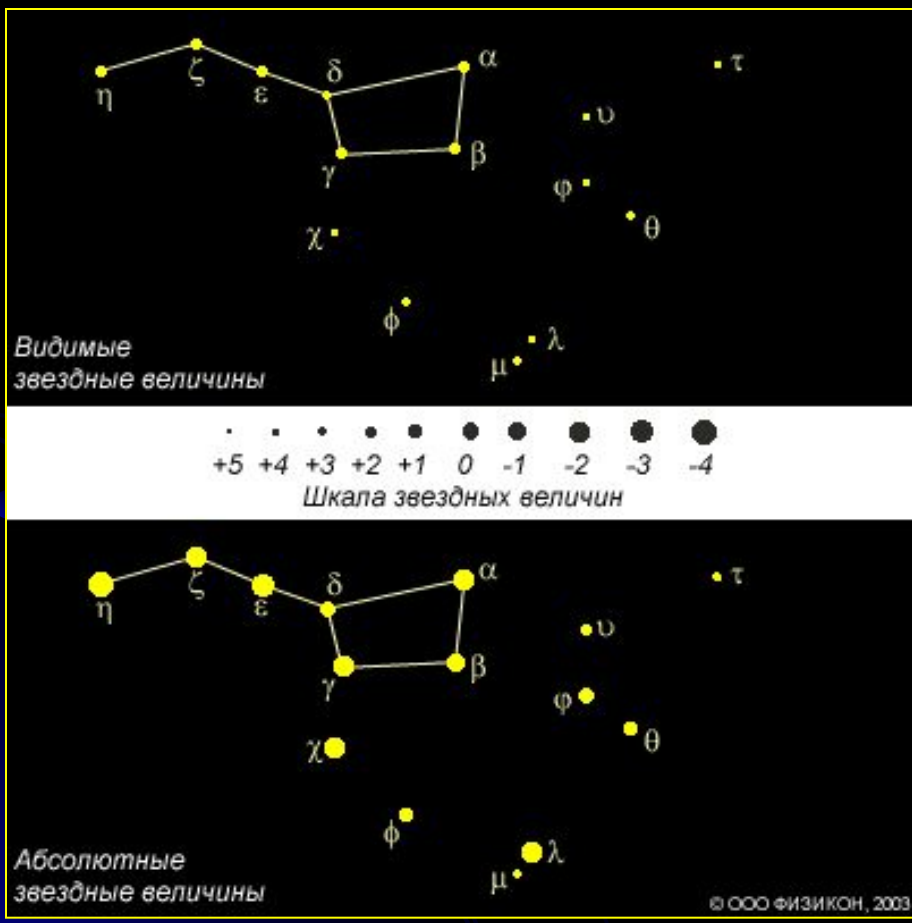 α
τ
ζ
δ
η
ε
υ
β
γ
φ
θ
χ
ϕ
Видимые
звездные величины
λ
μ
+5 +4 +3 +2 +1 0 -1 -2 -3 -4
Шкала звездных величин
α
τ
ζ
δ
η
ε
υ
β
γ
φ
θ
χ
ϕ
Абсолютные
звездные величины
λ
μ
© ООО ФИЗИКОН, 2003